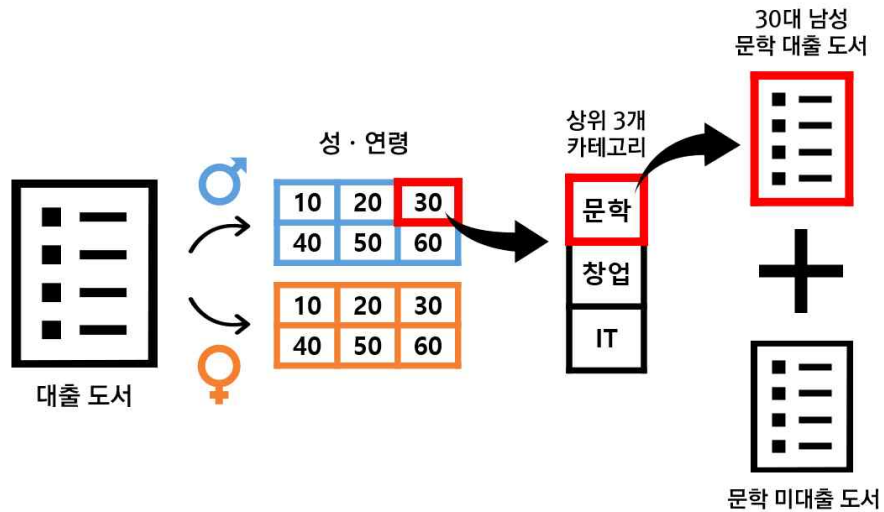 30대 남성
문학 대출 도서
상위 3개
카테고리
성 · 연령
10 20 30
40 50 60
10 20 30
40 50 60
문학
창업
IT
대출 도서
문학 미대출 도서